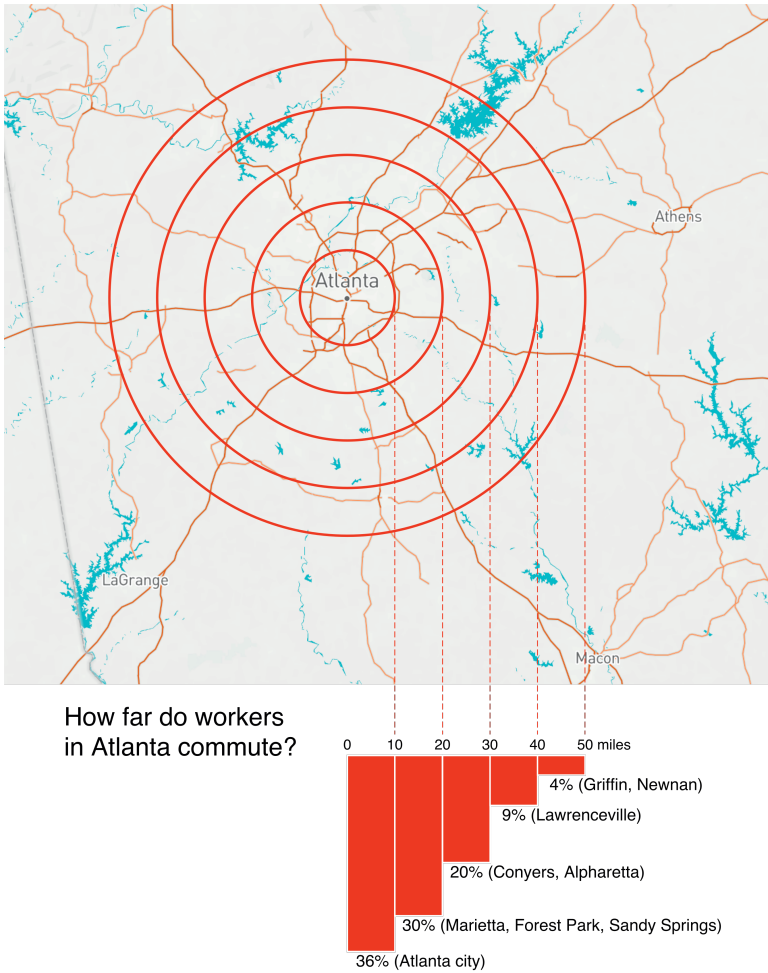 Athens
Atlanta
LaGrange
Macon
How far do workers
in Atlanta commute?
0 10 20 30 40 50 miles
4% (Griffin, Newnan)
9% (Lawrenceville)
20% (Conyers, Alpharetta)
30% (Marietta, Forest Park, Sandy Springs)
36% (Atlanta city)